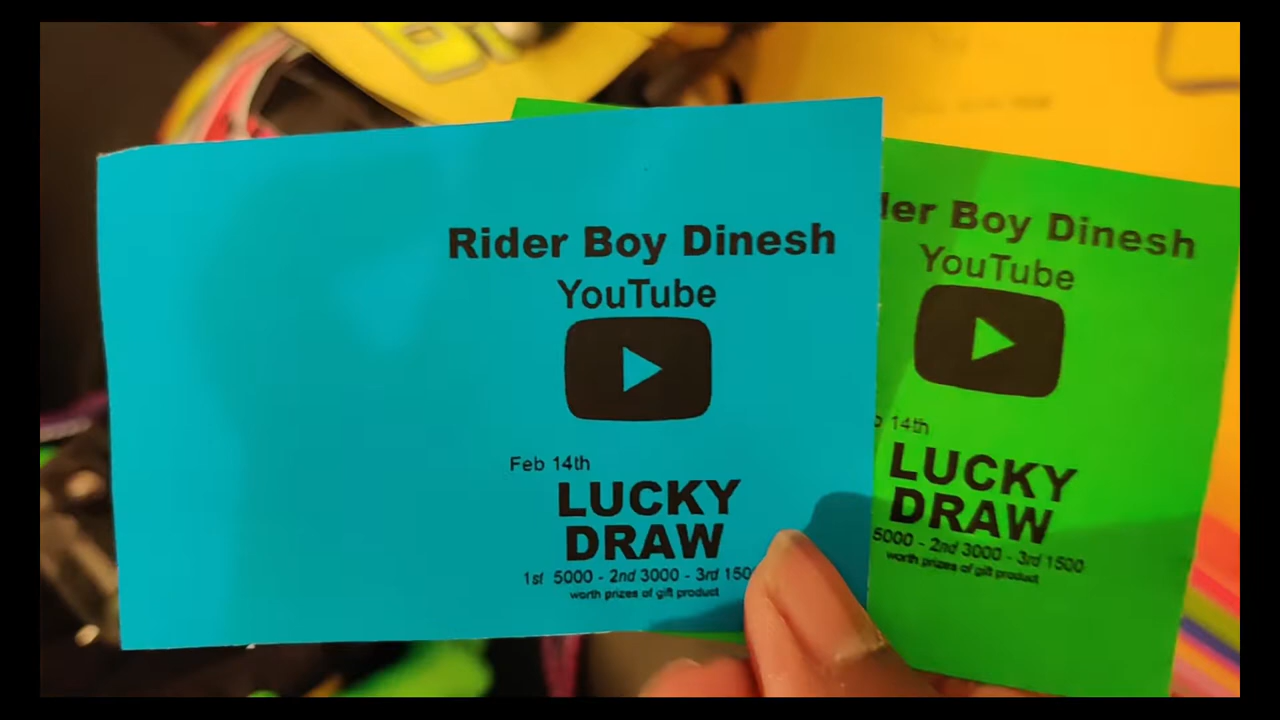 Rider Boy Dinesh
YouTube
Feb 14th
LUCKY
DRAW
1st 5000 - 2nd 3000 - 3rd 150
worth prizes of gift product
der Boy Dinesh
YouTube
14th
LUCKY
DRAW
5000 - 2nd 3000 - 3rd 1500
worth prizes of gift product